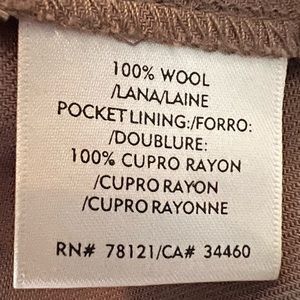 100% WOOL
/LANA/LAINE
POCKET LINING:/FORRO:
/DOUBLURE:
100% CUPRO RAYON
/CUPRO RAYON
/CUPRO RAYONNE
RN# 78121/CA# 34460